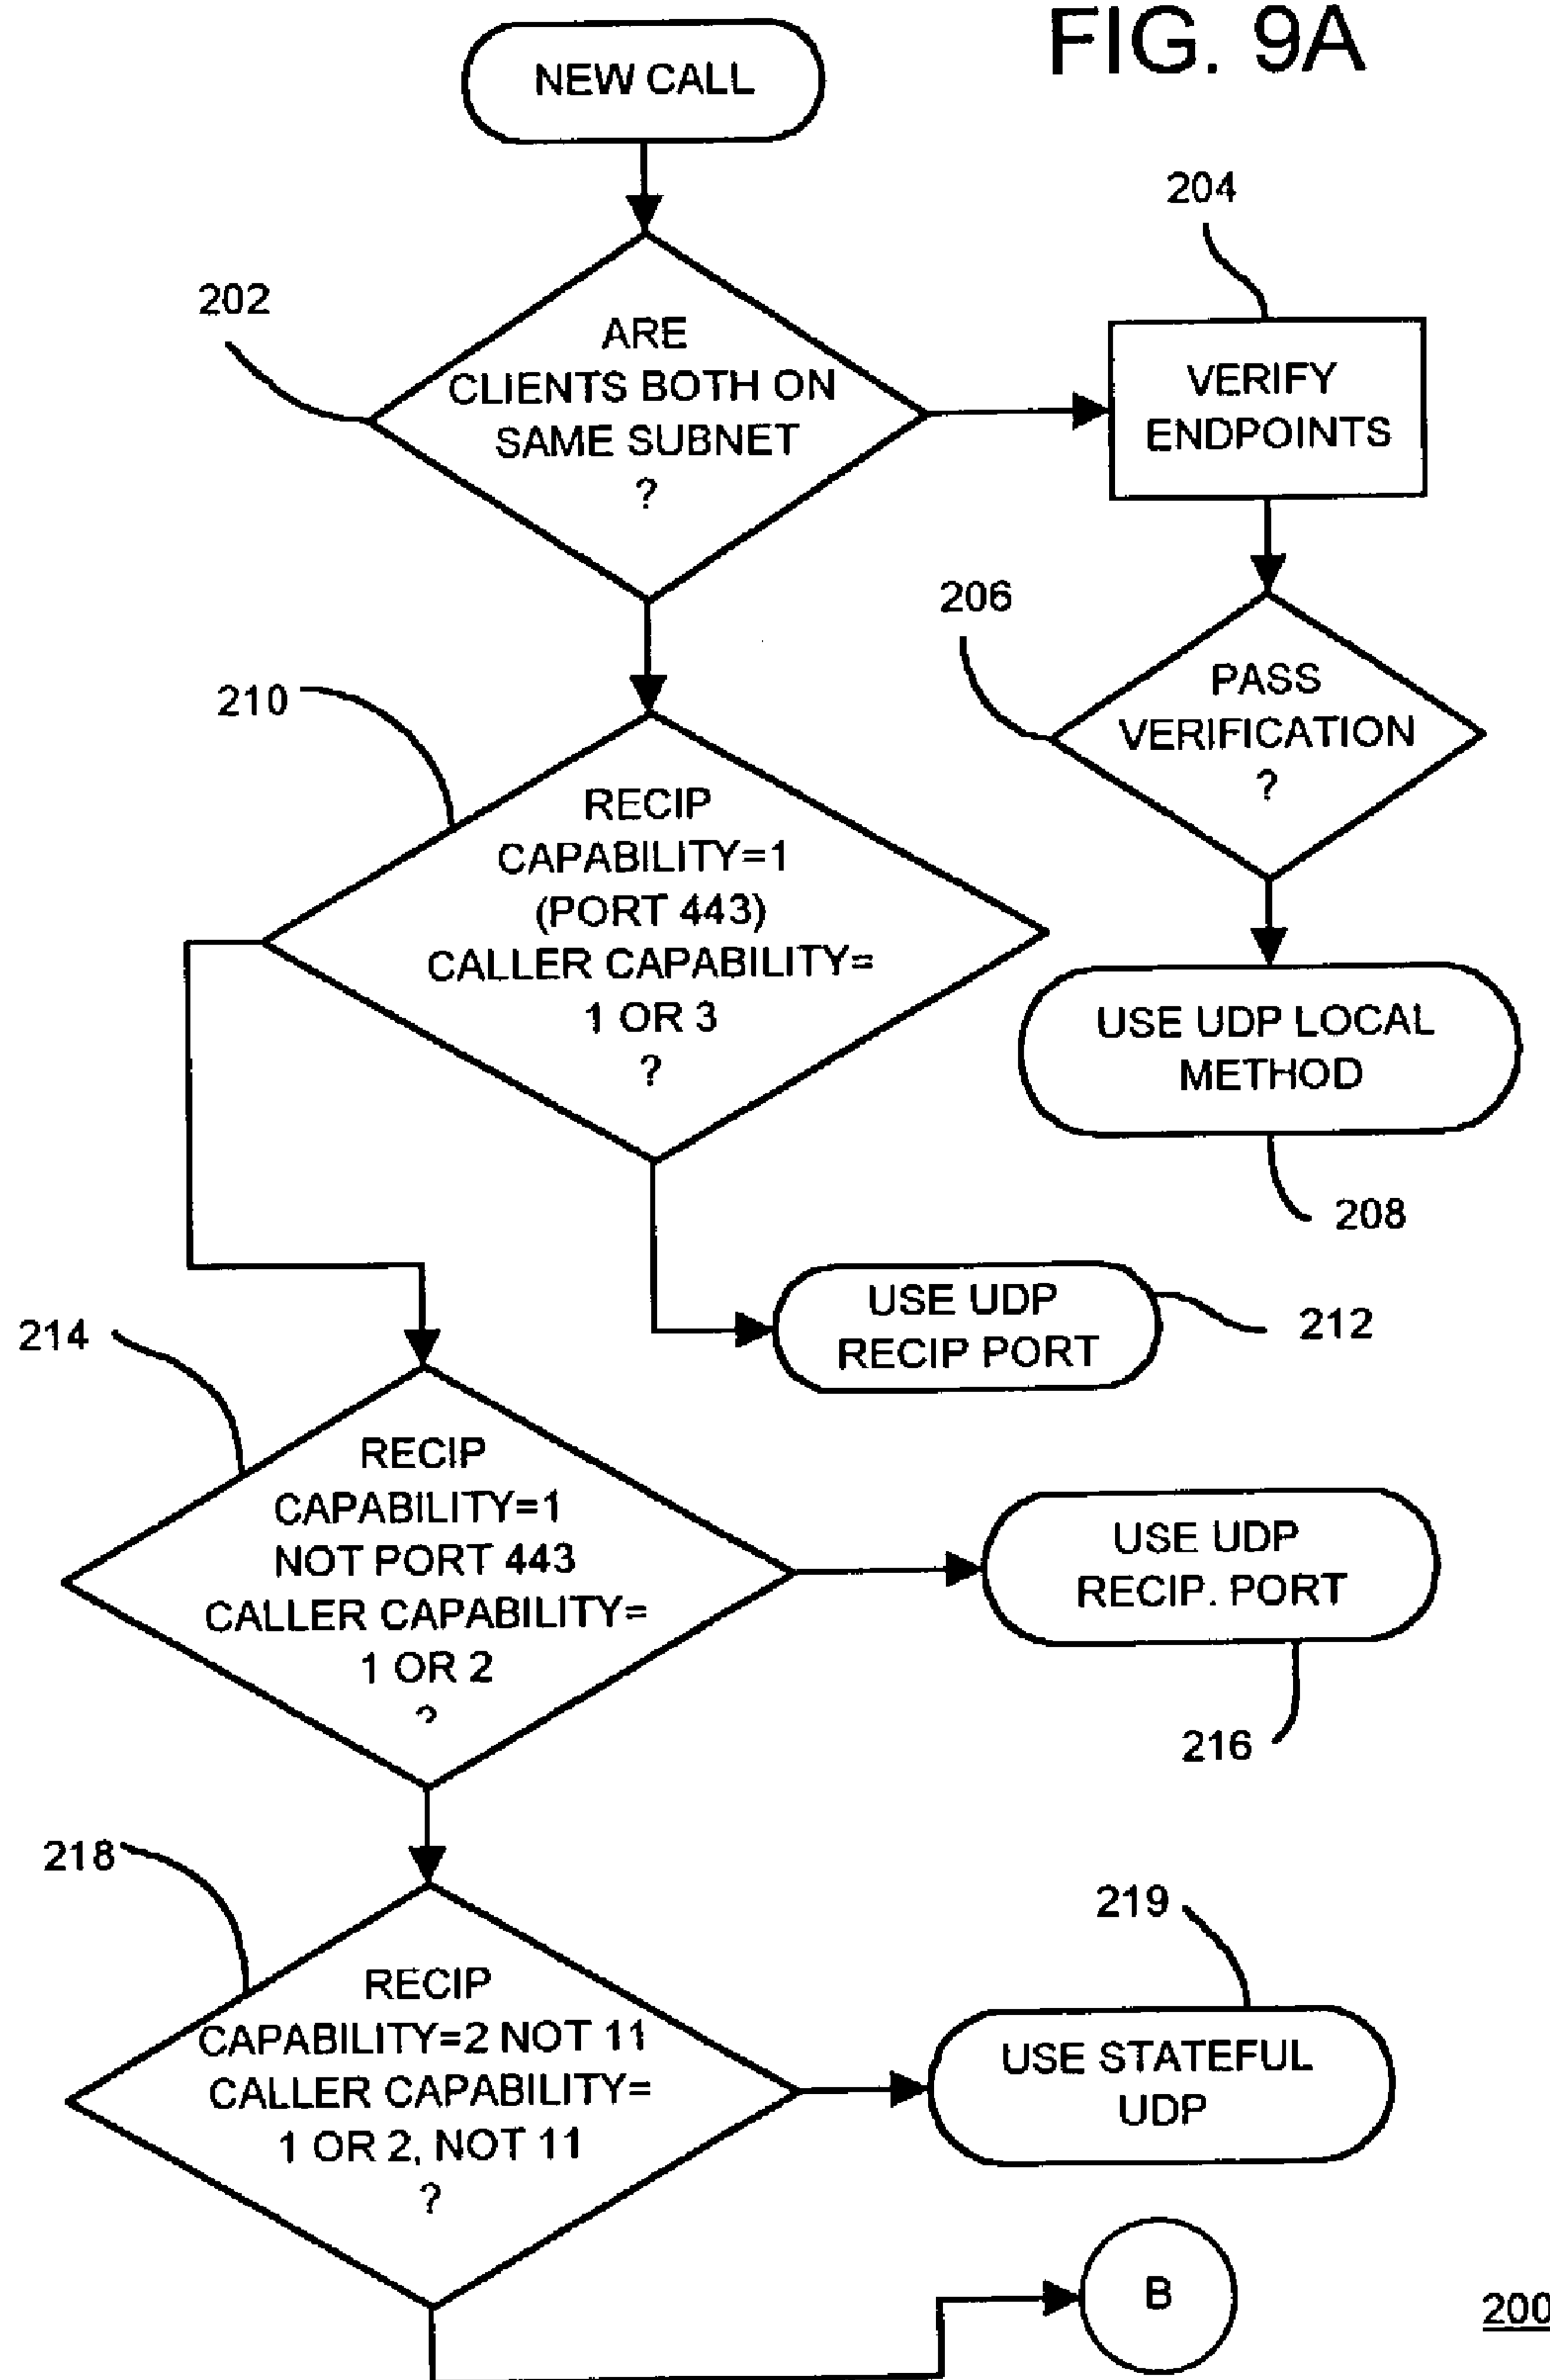 FIG. 9A
NEW CALL
204
202
ARE
CLIENTS BOTH ON
SAME SUBNET
?
VERIFY
ENDPOINTS
206
PASS
VERIFICATION
?
210
RECIP
CAPABILITY=1
(PORT 443)
CALLER CAPABILITY=
1 OR 3
?
USE UDP LOCAL
METHOD
208
USE UDP
RECIP PORT
212
214
RECIP
CAPABILITY=1
NOT PORT 443
CALLER CAPABILITY=
1 OR 2
?
USE UDP
RECIP. PORT
216
218
RECIP
CAPABILITY=2 NOT 11
CALLER CAPABILITY=
1 OR 2, NOT 11
?
219
USE STATEFUL
UDP
B
200